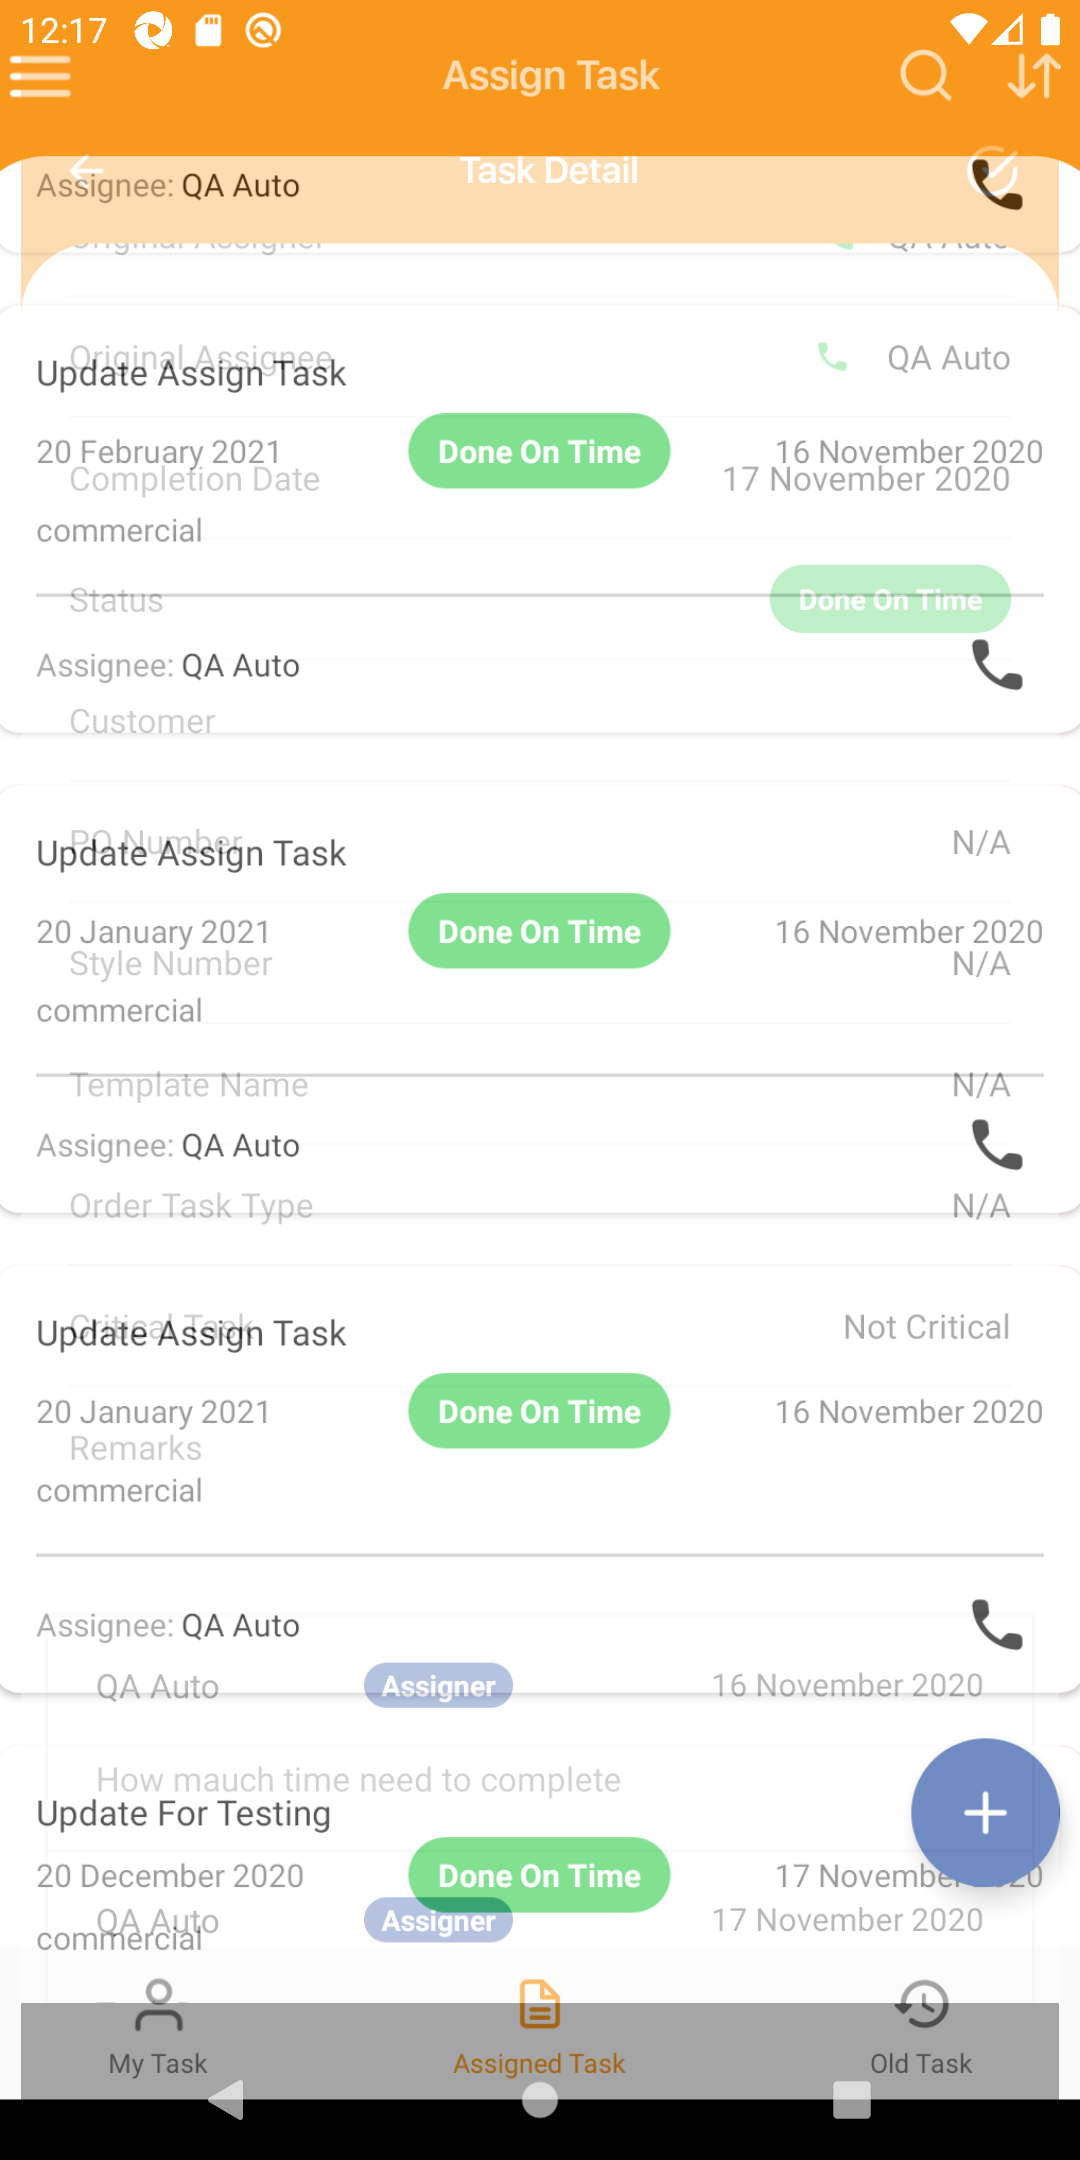 12:17
Assign Task
Task Detail
Assignee: QA Auto
Original Assigner QA Auto
Original Assignee QA Auto
Update Assign Task
20 February 2021 Done On Time 16 November 2020
Completion Date 17 November 2020
commercial
Status Done On Time
Assignee: QA Auto
Customer
PO Number N/A
Update Assign Task
20 January 2021 Done On Time 16 November 2020
Style Number N/A
commercial
Template Name N/A
Assignee: QA Auto
Order Task Type N/A
Critical Task Not Critical
Update Assign Task
20 January 2021 Done On Time 16 November 2020
Remarks
commercial
Assignee: QA Auto
QA Auto Assigner 16 November 2020
How mauch time need to complete
Update For Testing
20 December 2020 Done On Time 17 November 2020
QA Auto Assigner 17 November 2020
commercial
My Task Assigned Task Old Task